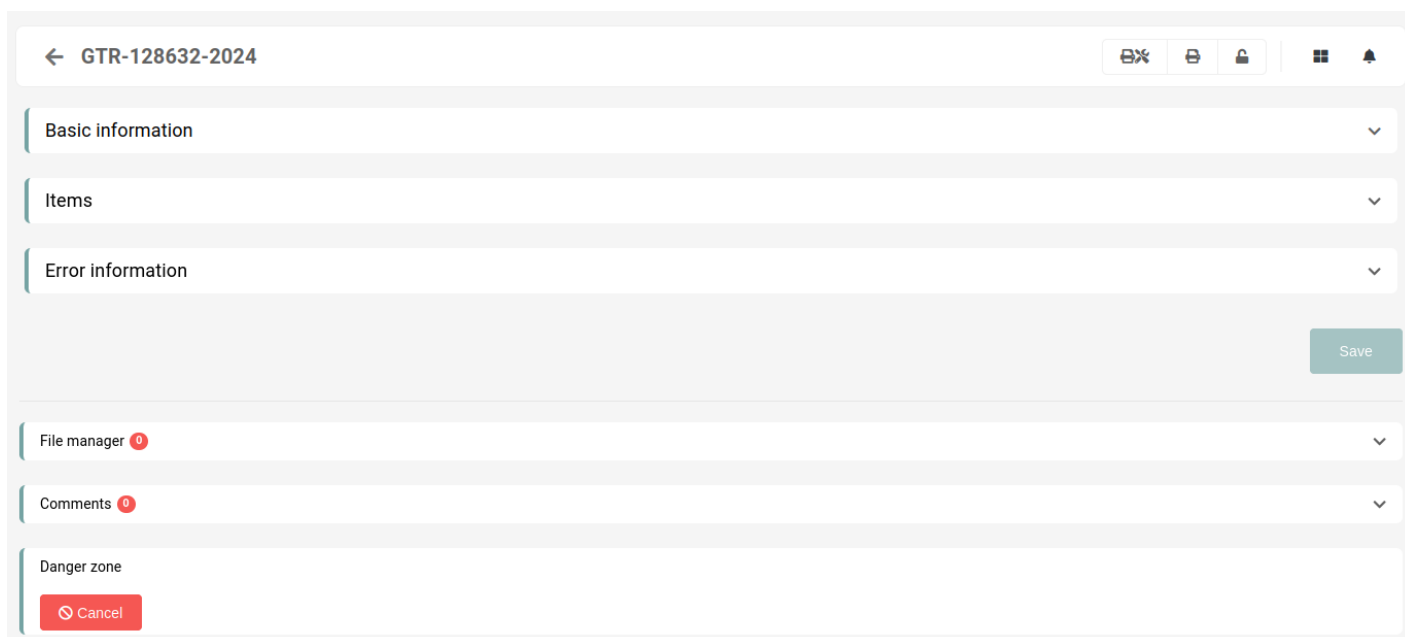 GTR-128632-2024
Basic information
Items
Error information
Save
File manager 0
Comments 0
Danger zone
Cancel